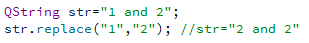 QString str="1 and 2";
str.replace("1","2"); //str="2 and 2"